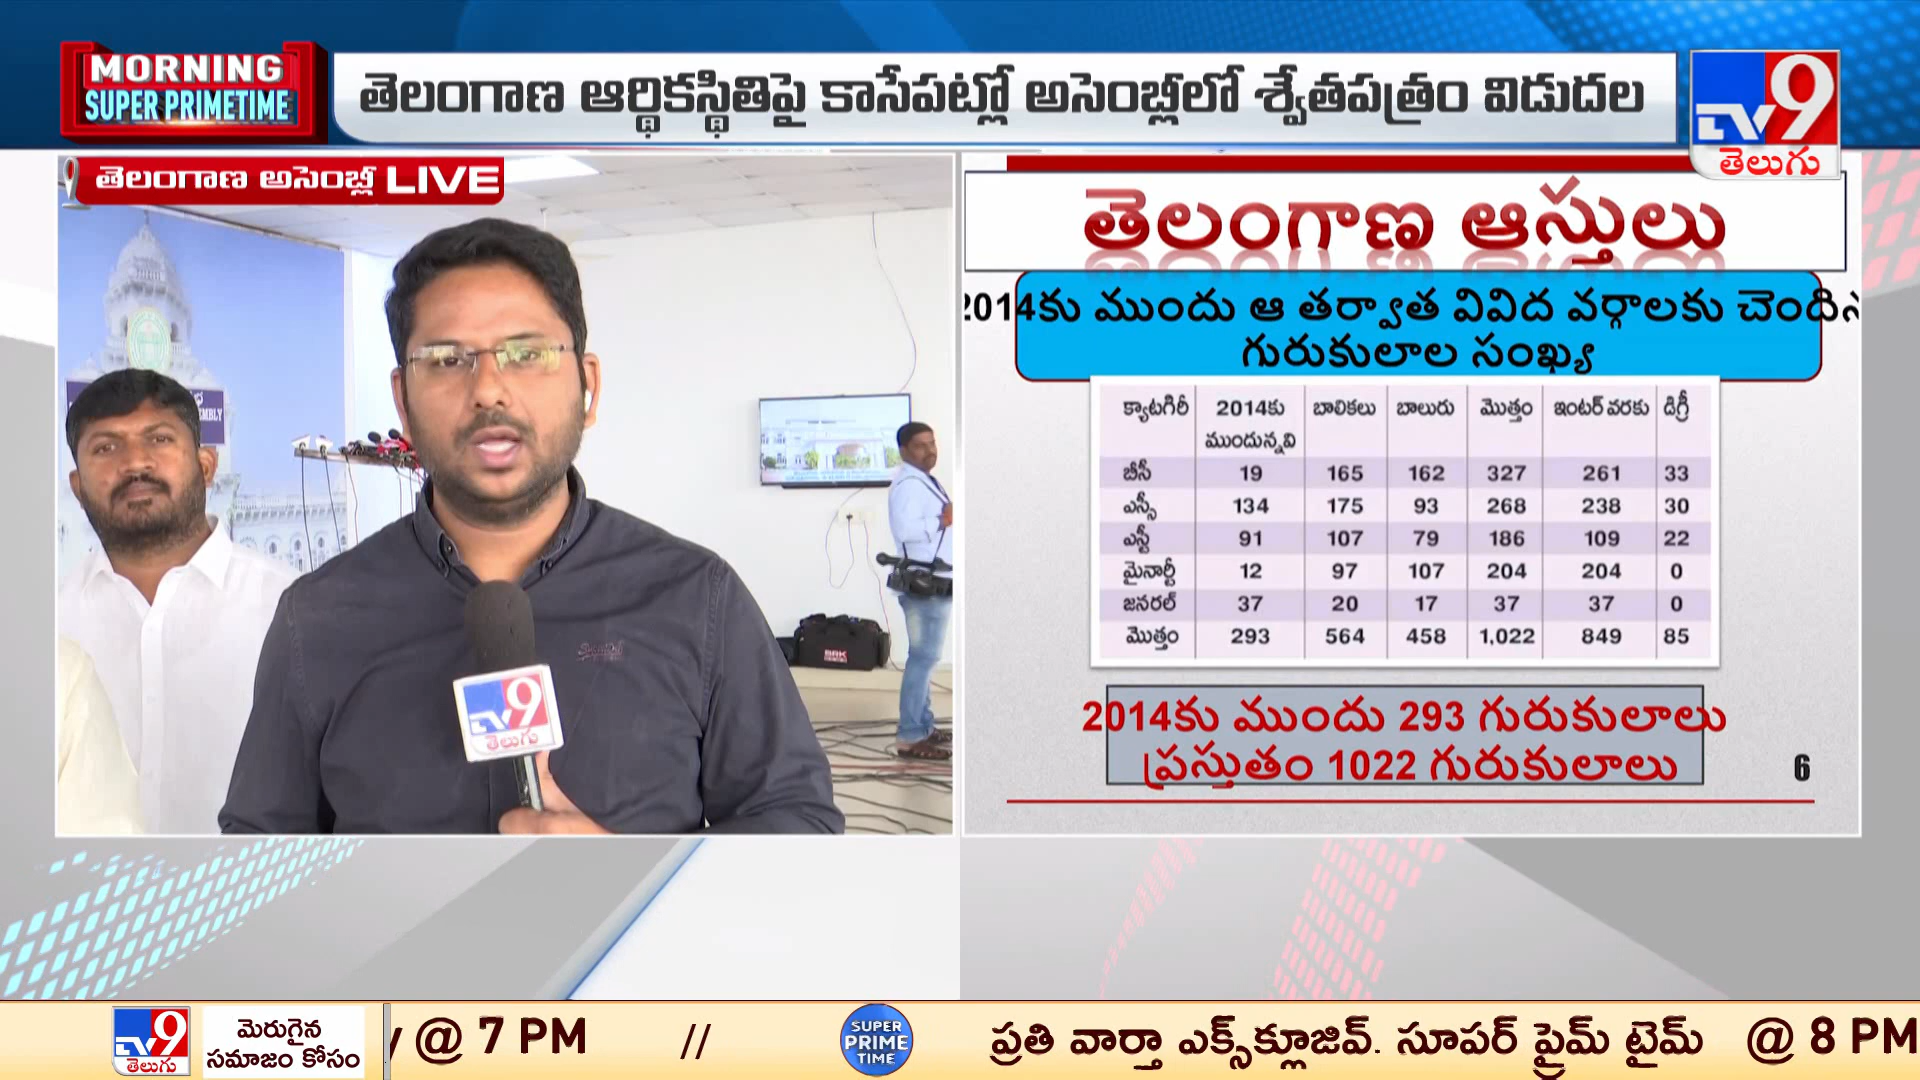 MORNING
SUPER PRIMETIME
తెలంగాణ ఆర్థికస్థితిపై కాసేపట్లో అసెంబ్లీలో శ్వేతపత్రం విడుదల
TV9
తెలుగు
తెలంగాణ అసెంబ్లీ LIVE
తెలంగాణ ఆస్తులు
2014కు ముందు ఆ తర్వాత వివిద వర్గాలకు చెందిన
గురుకులాల సంఖ్య
క్యాటగిరీ 2014కు ముందున్నవి బాలికలు బాలురు మొత్తం ఇంటర్ వరకు డిగ్రీ
బీసీ 19 165 162 327 261 33
ఎస్సీ 134 175 93 268 238 30
ఎస్టీ 91 107 79 186 109 22
మైనార్టీ 12 97 107 204 204 0
జనరల్ 37 20 17 37 37 0
మొత్తం 293 564 458 1,022 849 85
2014కు ముందు 293 గురుకులాలు
ప్రస్తుతం 1022 గురుకులాలు
6
TV9
తెలుగు
BRK
TV9
తెలుగు
మెరుగైన
సమాజం కోసం
@ 7 PM // SUPER PRIME TIME ప్రతి వార్తా ఎక్స్‌క్లూజివ్. సూపర్ ప్రైమ్ టైమ్ @ 8 PM